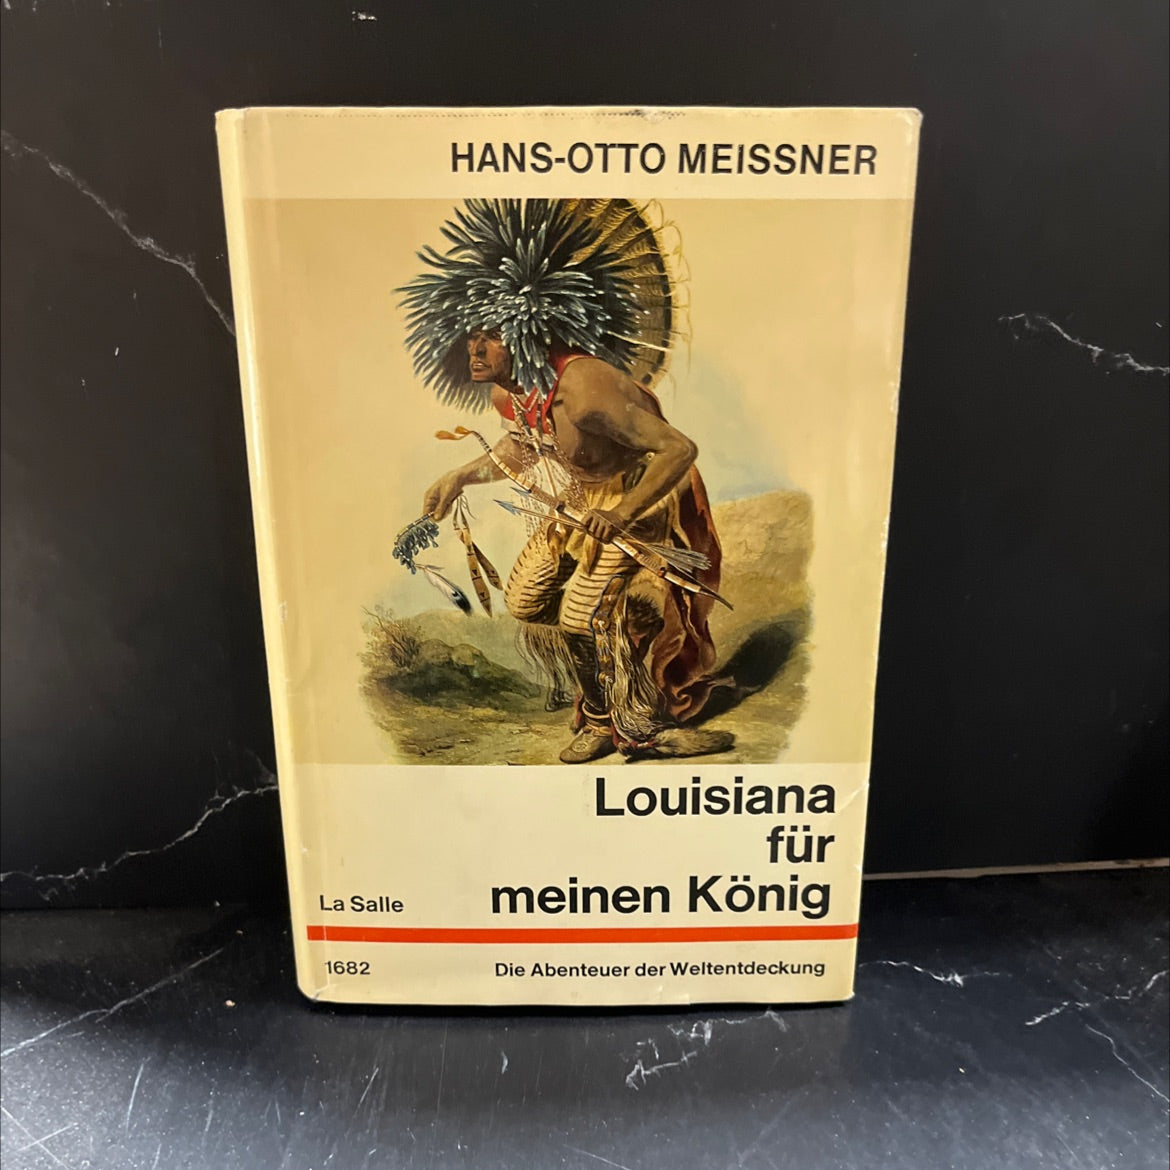 HANS-OTTO MEISSNER
Louisiana
für
meinen König
La Salle
1682
Die Abenteuer der Weltentdeckung